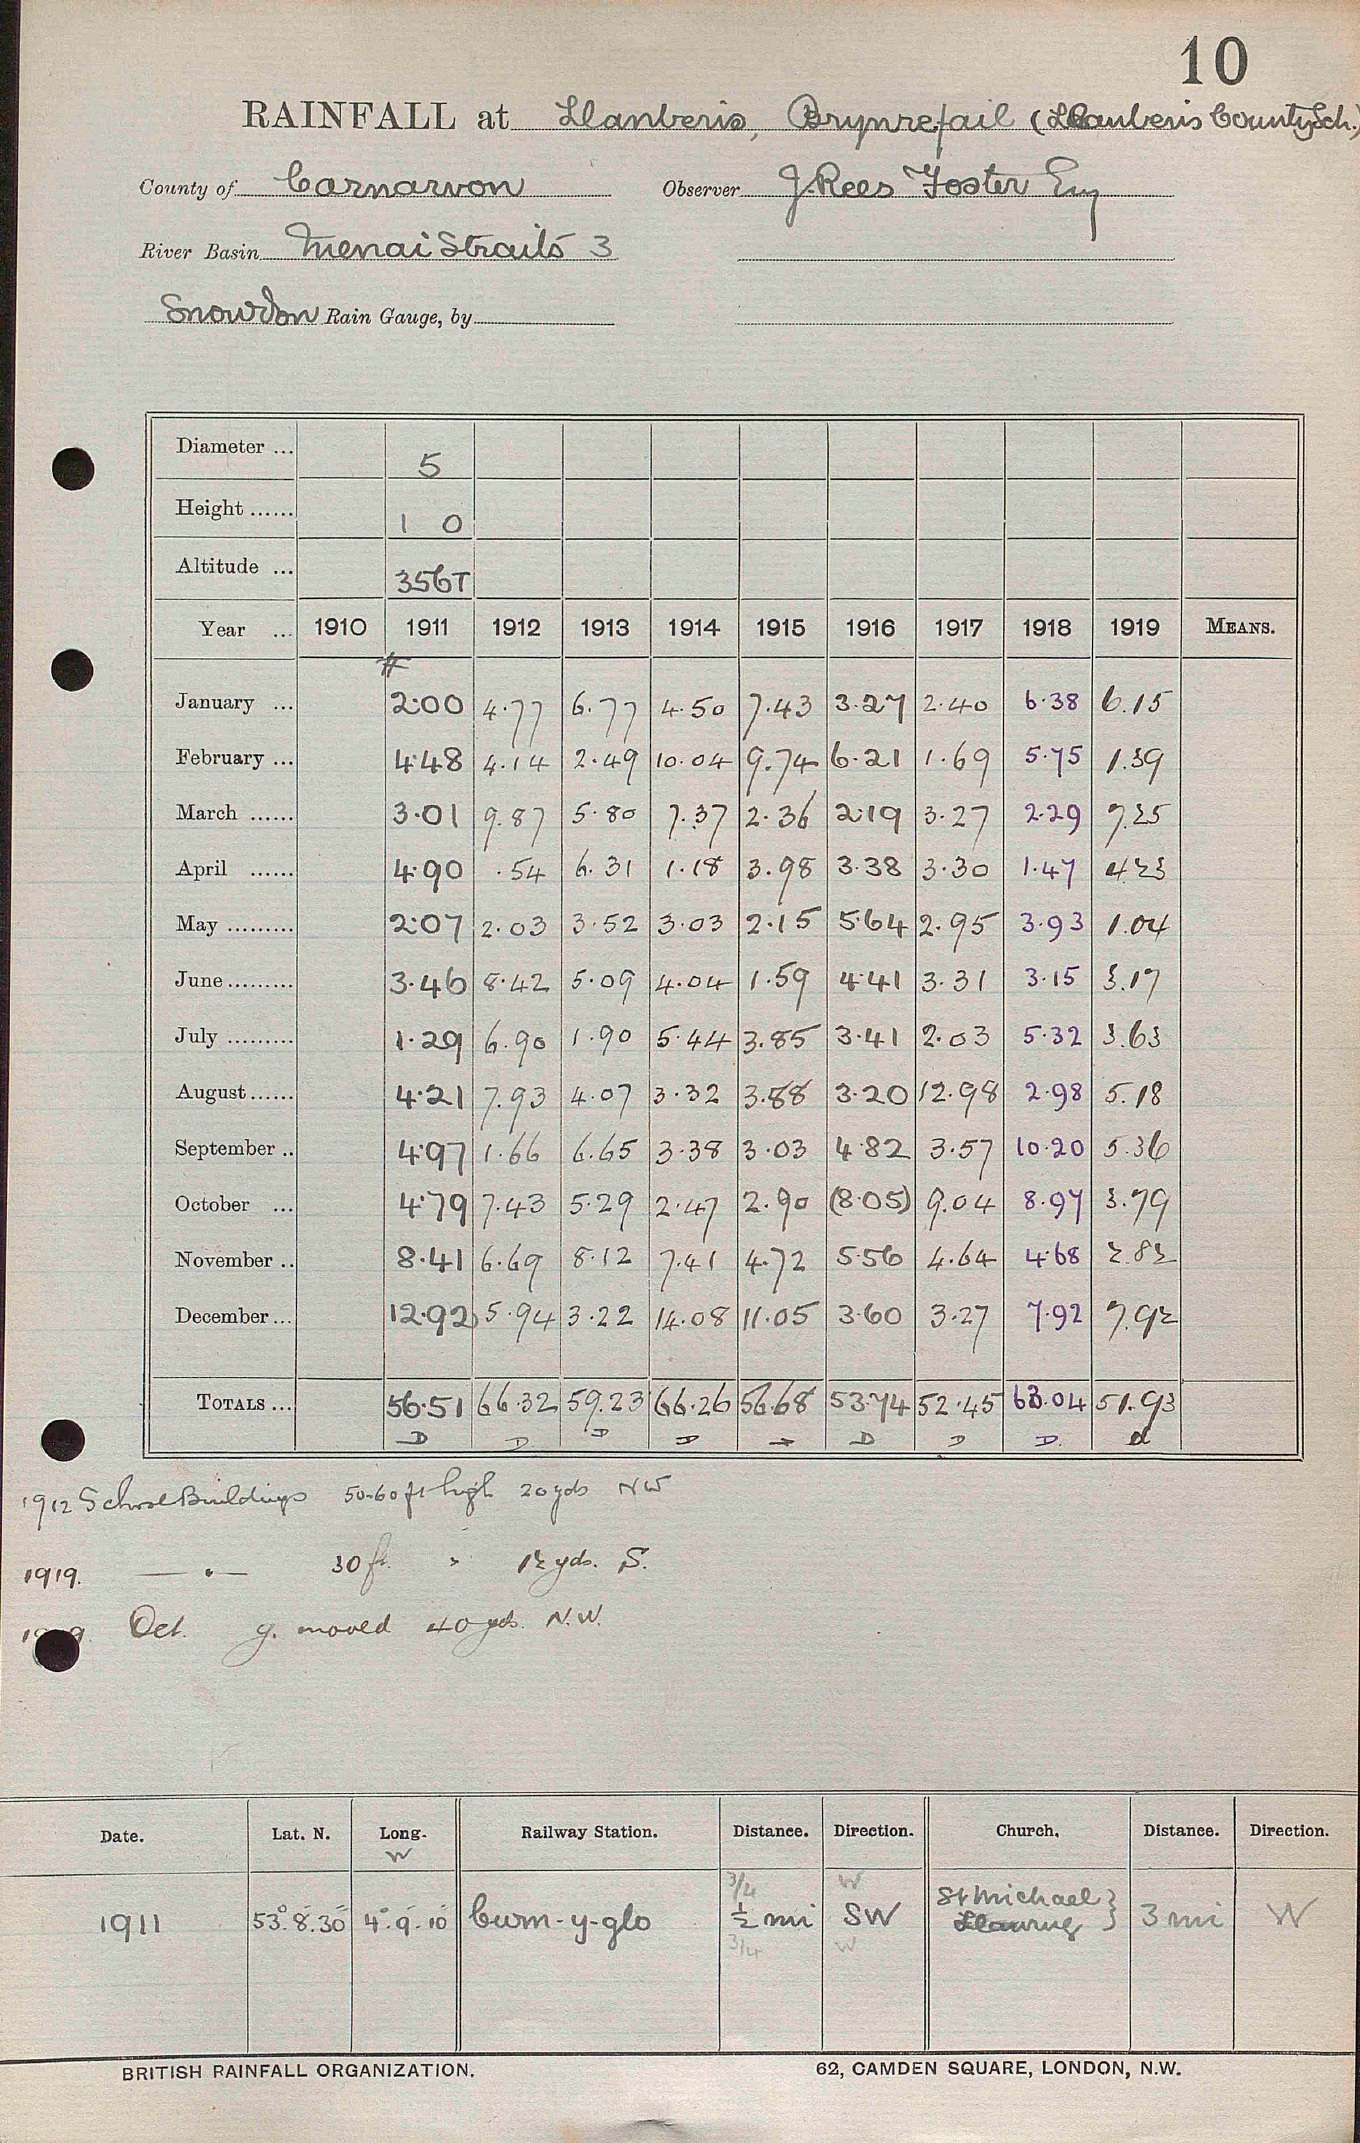 10
RAINFALL at Llanberis, Brynrefail (Llanberis County Sch.)
County of Carnarvon Observer J. Rees Foster Esq
River Basin Menai Straits 3
Snowdon Rain Gauge, by
Diameter ... 5
Height ...... 1 0
Altitude ... 356T
Year ... 1910 1911 1912 1913 1914 1915 1916 1917 1918 1919 MEANS.
#
January ... 2.00 4.77 6.77 4.50 7.43 3.27 2.40 6.38 6.15
February ... 4.48 4.14 2.49 10.04 9.74 6.21 1.69 5.75 1.39
March ...... 3.01 9.87 5.80 7.37 2.36 2.19 3.27 2.29 7.25
April ...... 4.90 .54 6.31 1.18 3.98 3.38 3.30 1.47 4.23
May ......... 2.07 2.03 3.52 3.03 2.15 5.64 2.95 3.93 1.04
June ......... 3.46 8.42 5.09 4.04 1.59 4.41 3.31 3.15 3.17
July ......... 1.29 6.90 1.90 5.44 3.85 3.41 2.03 5.32 3.63
August ...... 4.21 7.93 4.07 3.32 3.88 3.20 12.98 2.98 5.18
September .. 4.97 1.66 6.65 3.38 3.03 4.82 3.57 10.20 5.36
October ... 4.79 7.43 5.29 2.47 2.90 (8.05) 9.04 8.97 3.79
November .. 8.41 6.69 8.12 7.41 4.72 5.56 4.64 4.68 2.82
December ... 12.92 5.94 3.22 14.08 11.05 3.60 3.27 7.92 7.92
TOTALS ... 56.51 66.32 59.23 66.26 56.68 53.74 52.45 63.04 51.93
D D D D D D D d
1912 School Buildings 50-60 ft high 20 yds NW
1919. — " — 30 ft. " 12 yds. S.
Oct. g. moved 40 yds. N.W.
Date. Lat. N. Long. W Railway Station. Distance. Direction. Church. Distance. Direction.
3/4 W
1911 53°.8'.30" 4°.9'.10" Cwm-y-glo 1/2 mi SW St Michael Llanrug } 3 mi W
3/4 W
BRITISH RAINFALL ORGANIZATION. 62, CAMDEN SQUARE, LONDON, N.W.